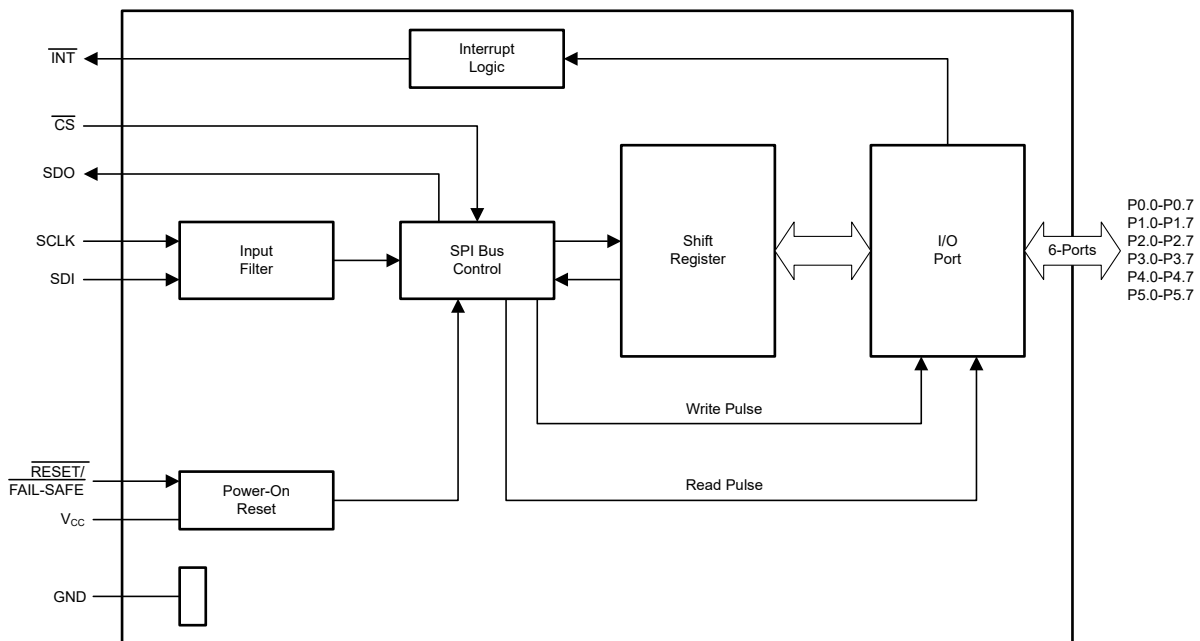 INT
Interrupt
Logic
CS
SDO
SCLK
SDI
Input
Filter
SPI Bus
Control
Shift
Register
I/O
Port
6-Ports
P0.0-P0.7
P1.0-P1.7
P2.0-P2.7
P3.0-P3.7
P4.0-P4.7
P5.0-P5.7
Write Pulse
Read Pulse
RESET/
FAIL-SAFE
VCC
Power-On
Reset
GND